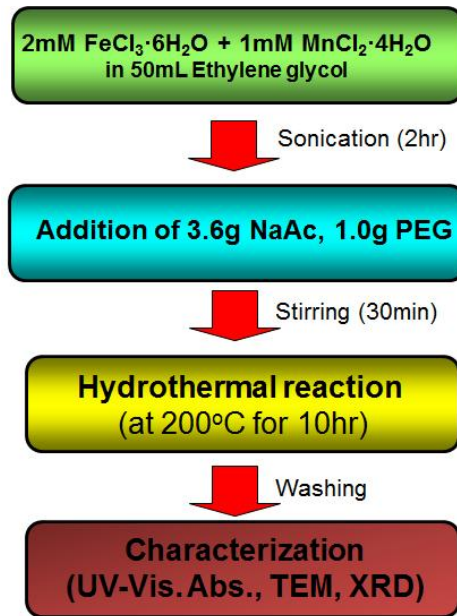 2mM FeCl₃·6H₂O + 1mM MnCl₂·4H₂O
in 50mL Ethylene glycol
Sonication (2hr)
Addition of 3.6g NaAc, 1.0g PEG
Stirring (30min)
Hydrothermal reaction
(at 200ºC for 10hr)
Washing
Characterization
(UV-Vis. Abs., TEM, XRD)